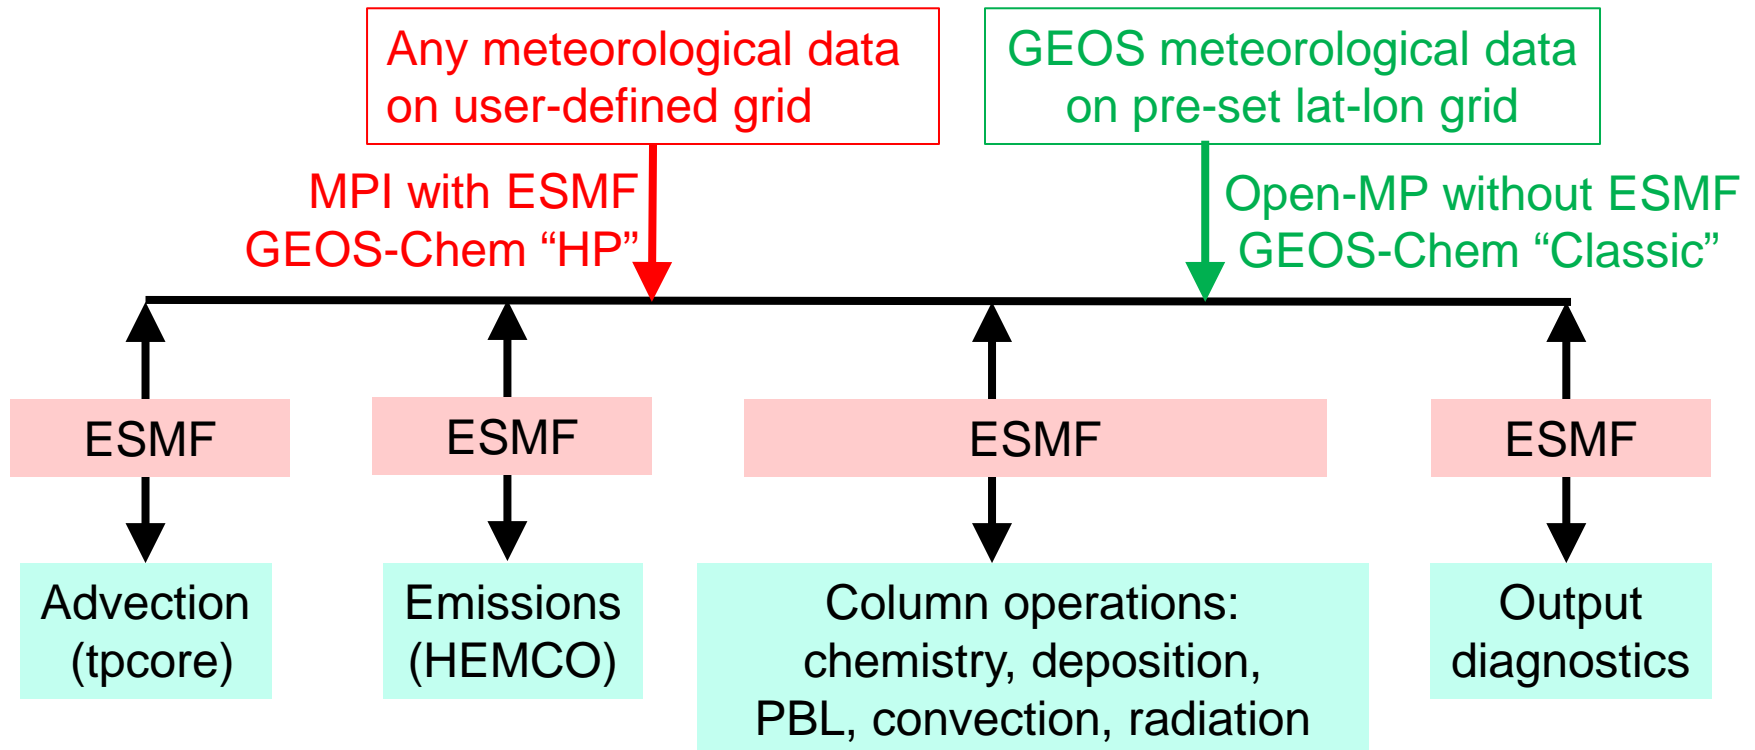 Any meteorological data
on user-defined grid
GEOS meteorological data
on pre-set lat-lon grid
MPI with ESMF
GEOS-Chem “HP”
Open-MP without ESMF
GEOS-Chem “Classic”
ESMF
ESMF
ESMF
ESMF
Advection
(tpcore)
Emissions
(HEMCO)
Column operations:
chemistry, deposition,
PBL, convection, radiation
Output
diagnostics